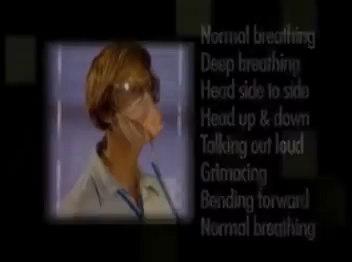 Normal breathing
Deep breathing
Head side to side
Head up & down
Talking out loud
Grimacing
Bending forward
Normal breathing